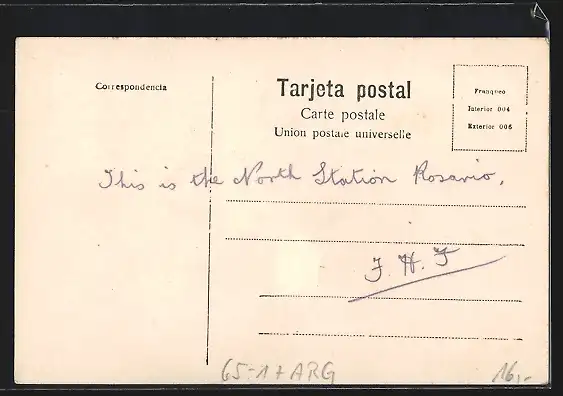 Correspondencia
Tarjeta postal
Carte postale
Union postale universelle
Franqueo
Interior 004
Exterior 006
This is the North Station Rosario.
J. H. J
65-17 ARG
16,-